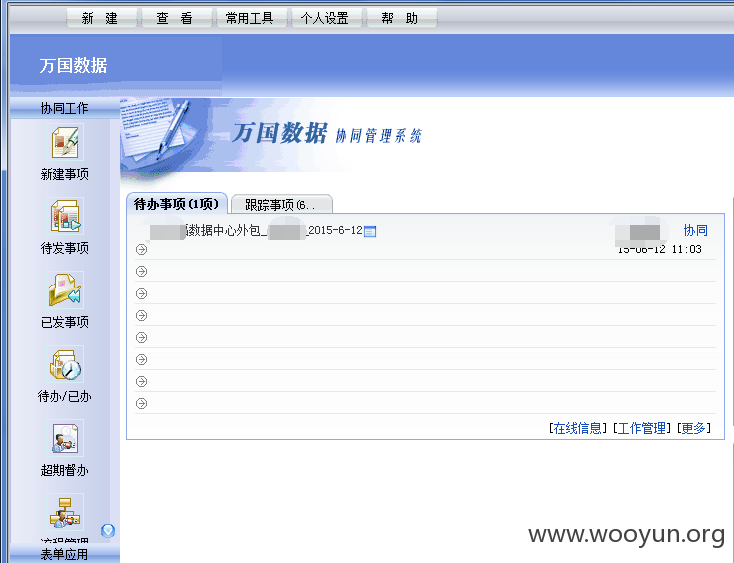 新 建 查 看 常用工具 个人设置 帮 助
万国数据
协同工作
新建事项
待发事项
已发事项
待办/已办
超期督办
流程管理
表单应用
万国数据 协同管理系统
待办事项(1项) 跟踪事项(6..
数据中心外包_ _2015-6-12 协同
15-06-12 11:03
[在线信息] [工作管理] [更多]
www.wooyun.org